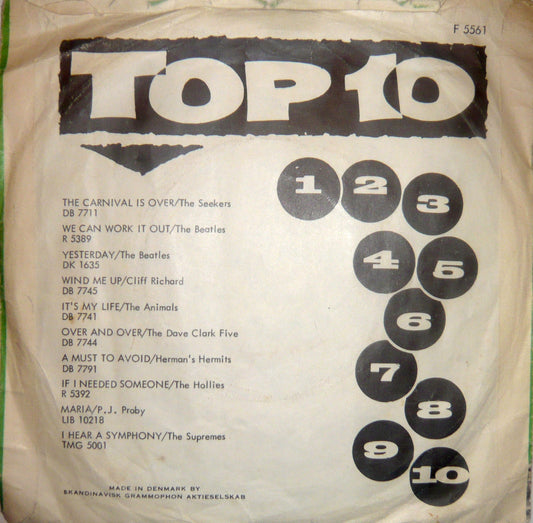 F 5561
TOP 10
1 2 3
4 5
6
7
8
9
10
THE CARNIVAL IS OVER/The Seekers
DB 7711
WE CAN WORK IT OUT/The Beatles
R 5389
YESTERDAY/The Beatles
DK 1635
WIND ME UP/Cliff Richard
DB 7745
IT'S MY LIFE/The Animals
DB 7741
OVER AND OVER/The Dave Clark Five
DB 7744
A MUST TO AVOID/Herman's Hermits
DB 7791
IF I NEEDED SOMEONE/The Hollies
R 5392
MARIA/P.J. Proby
LIB 10218
I HEAR A SYMPHONY/The Supremes
TMG 5001
MADE IN DENMARK BY
SKANDINAVISK GRAMMOPHON AKTIESELSKAB